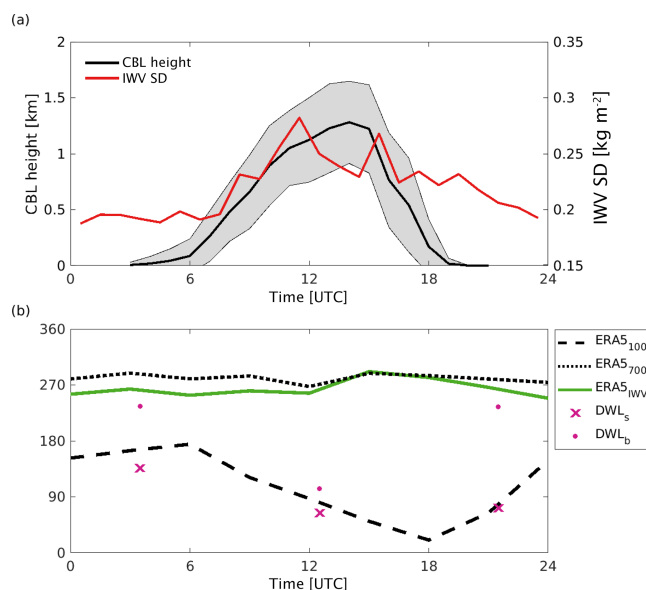 (a)
2
1.5
1
0.5
0
CBL height [km]
CBL height
IWV SD
0.35
0.3
0.25
0.2
0.15
IWV SD [kg m-2]
0
6
12
18
24
Time [UTC]
(b)
360
270
180
90
0
0
6
12
18
24
Time [UTC]
ERA5100
ERA5700
ERA5IWV
DWLs
DWLb